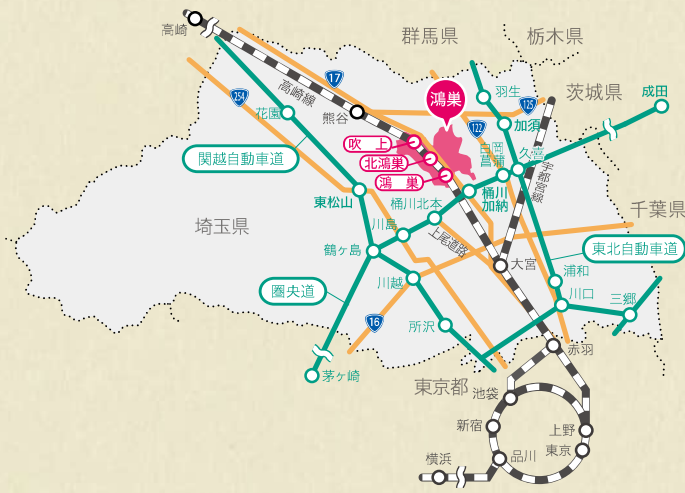 高崎
群馬県
栃木県
17
254
高崎線
花園
熊谷
鴻巣
羽生
125
茨城県
成田
122
加須
関越自動車道
吹上
北鴻巣
鴻巣
白岡
菖蒲
久喜
宇都宮線
東松山
桶川北本
桶川
加納
千葉県
埼玉県
川島
上尾道路
鶴ヶ島
大宮
東北自動車道
圏央道
川越
浦和
川口
三郷
16
所沢
茅ヶ崎
赤羽
東京都
池袋
新宿
上野
東京
品川
横浜